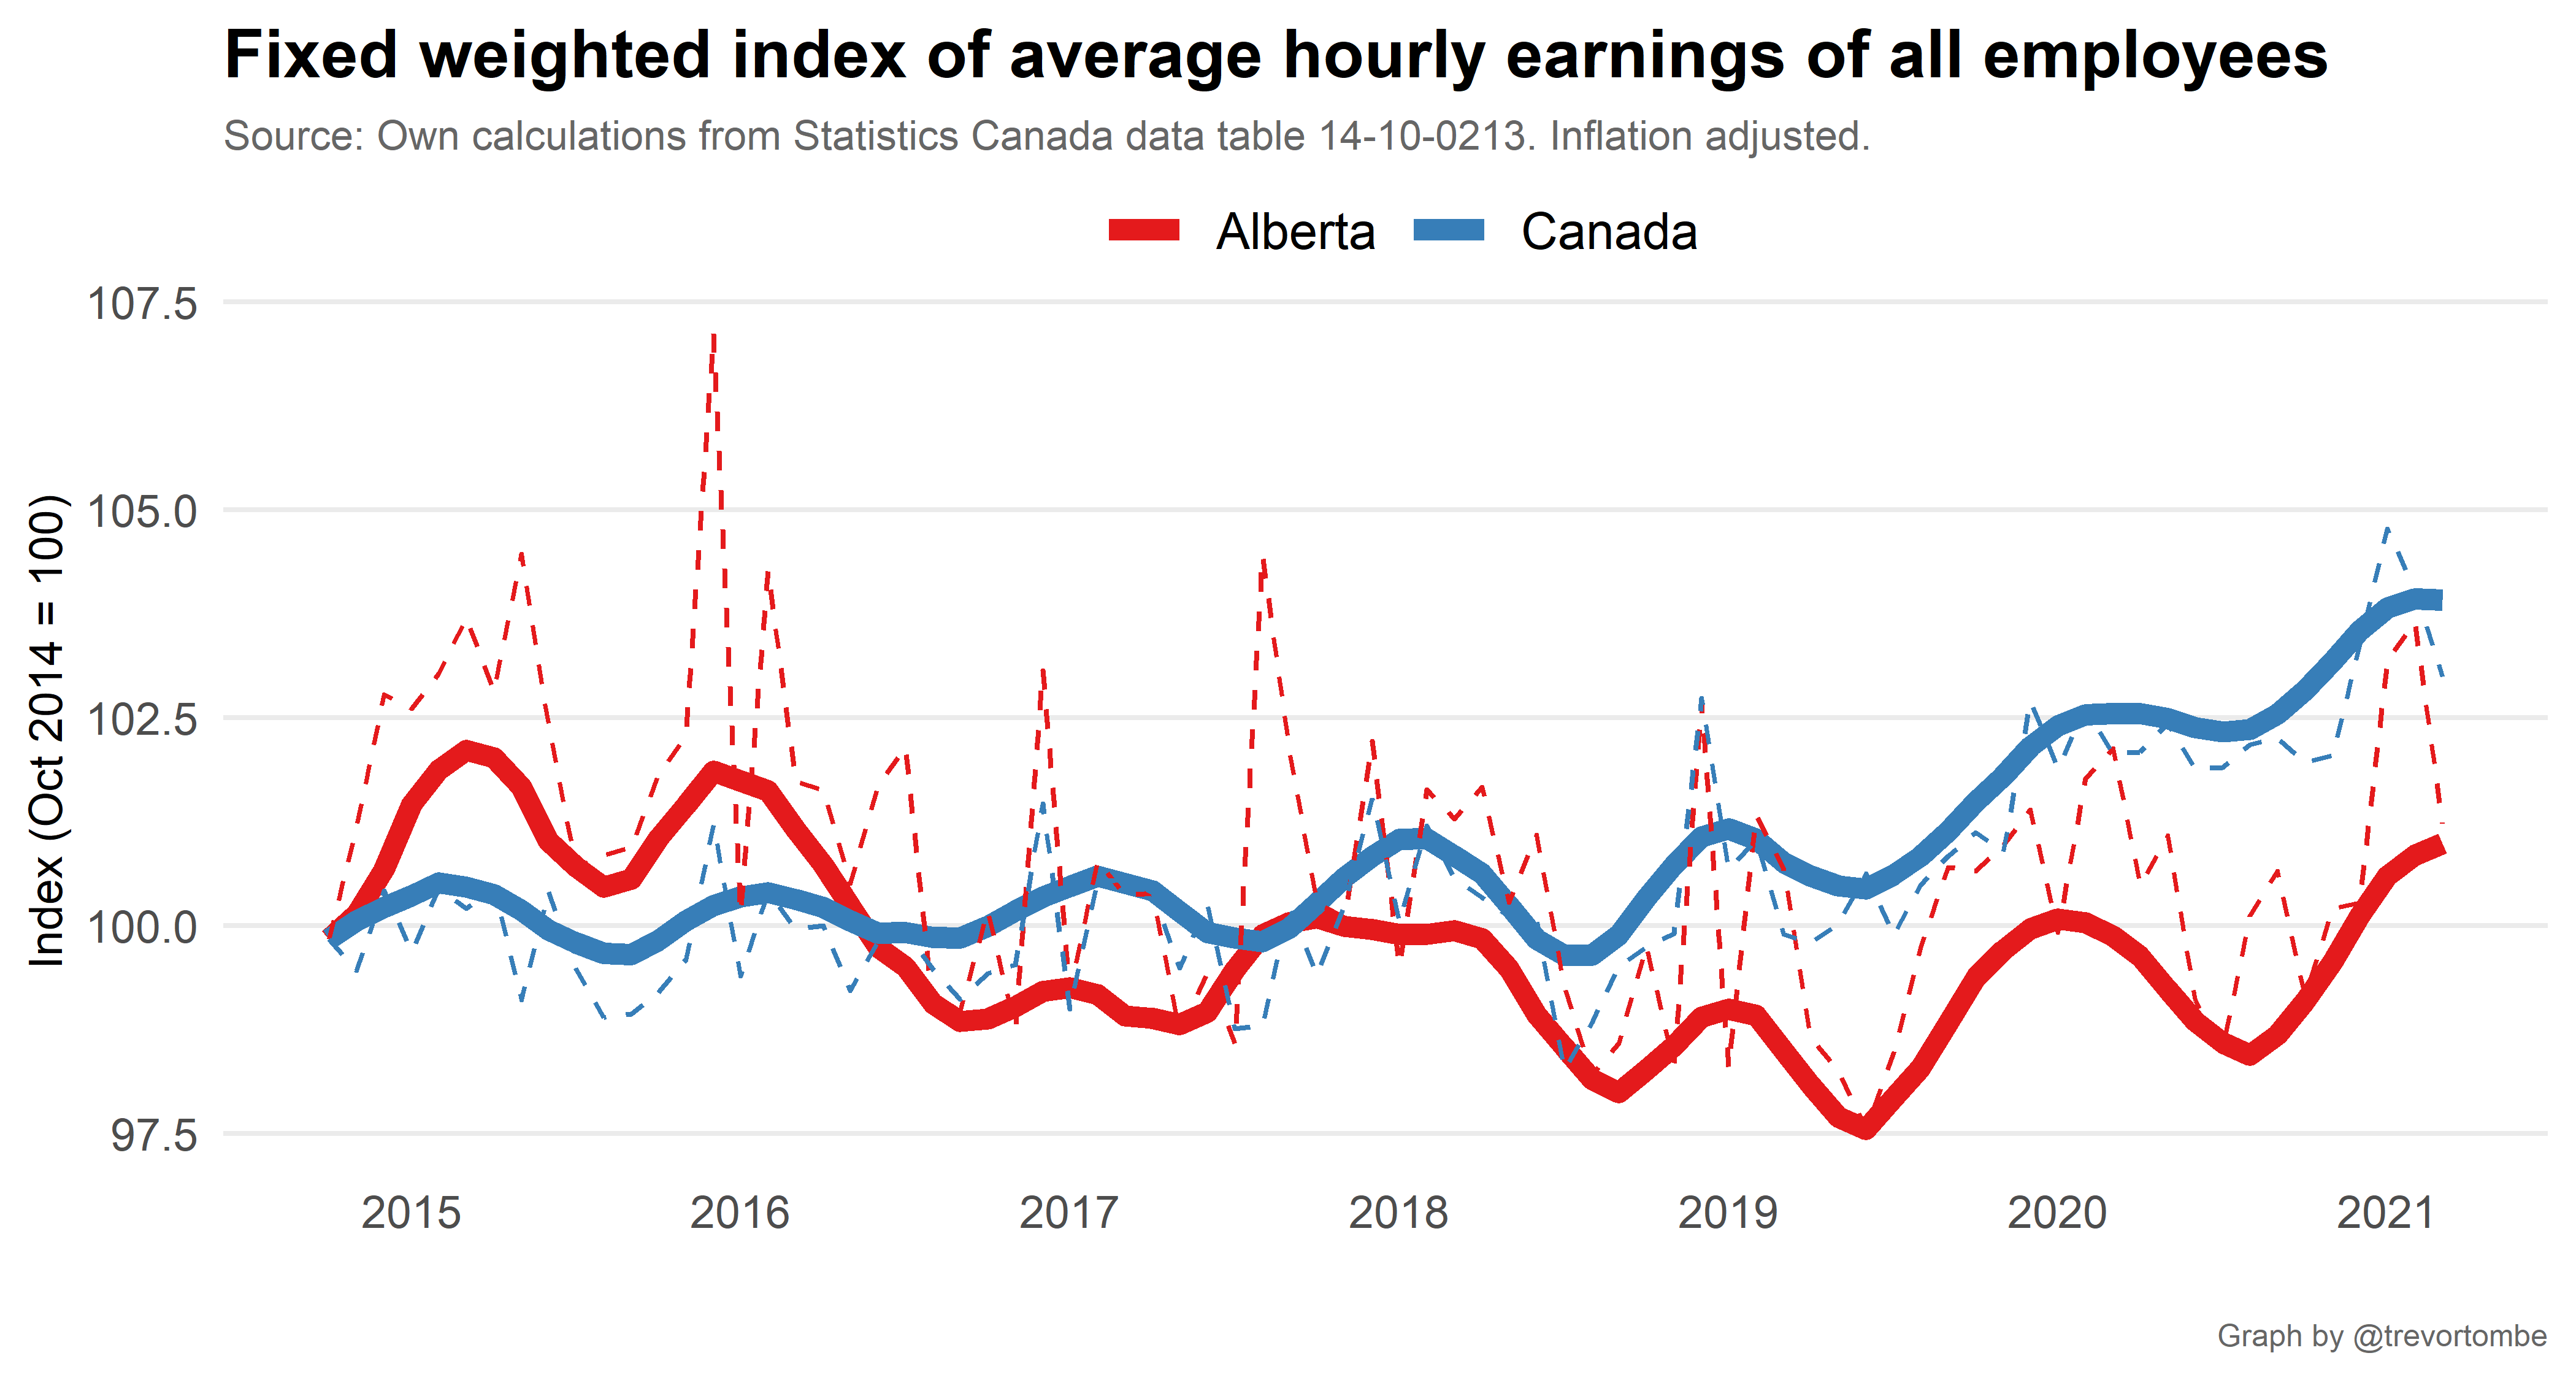 Fixed weighted index of average hourly earnings of all employees
Source: Own calculations from Statistics Canada data table 14-10-0213. Inflation adjusted.
Alberta Canada
107.5
105.0
102.5
100.0
97.5
Index (Oct 2014 = 100)
2015 2016 2017 2018 2019 2020 2021
Graph by @trevortombe